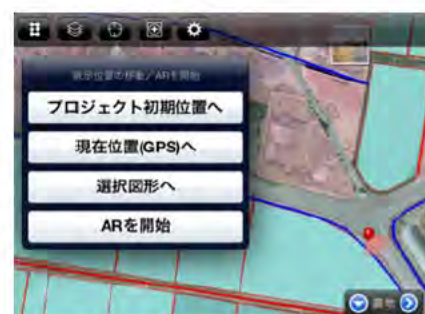 表示位置の移動／ARを開始
プロジェクト初期位置へ
現在位置(GPS)へ
選択図形へ
ARを開始
農地